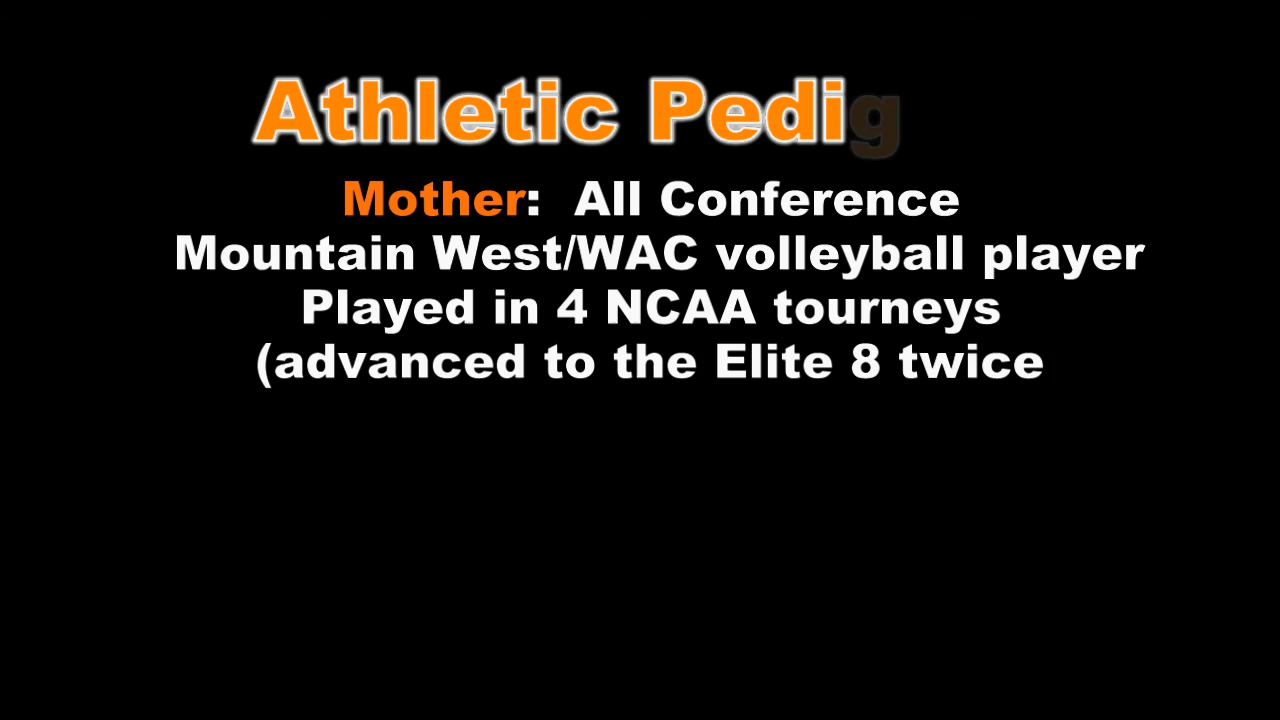 Athletic Pedig
Mother:  All Conference
Mountain West/WAC volleyball player
Played in 4 NCAA tourneys
(advanced to the Elite 8 twice